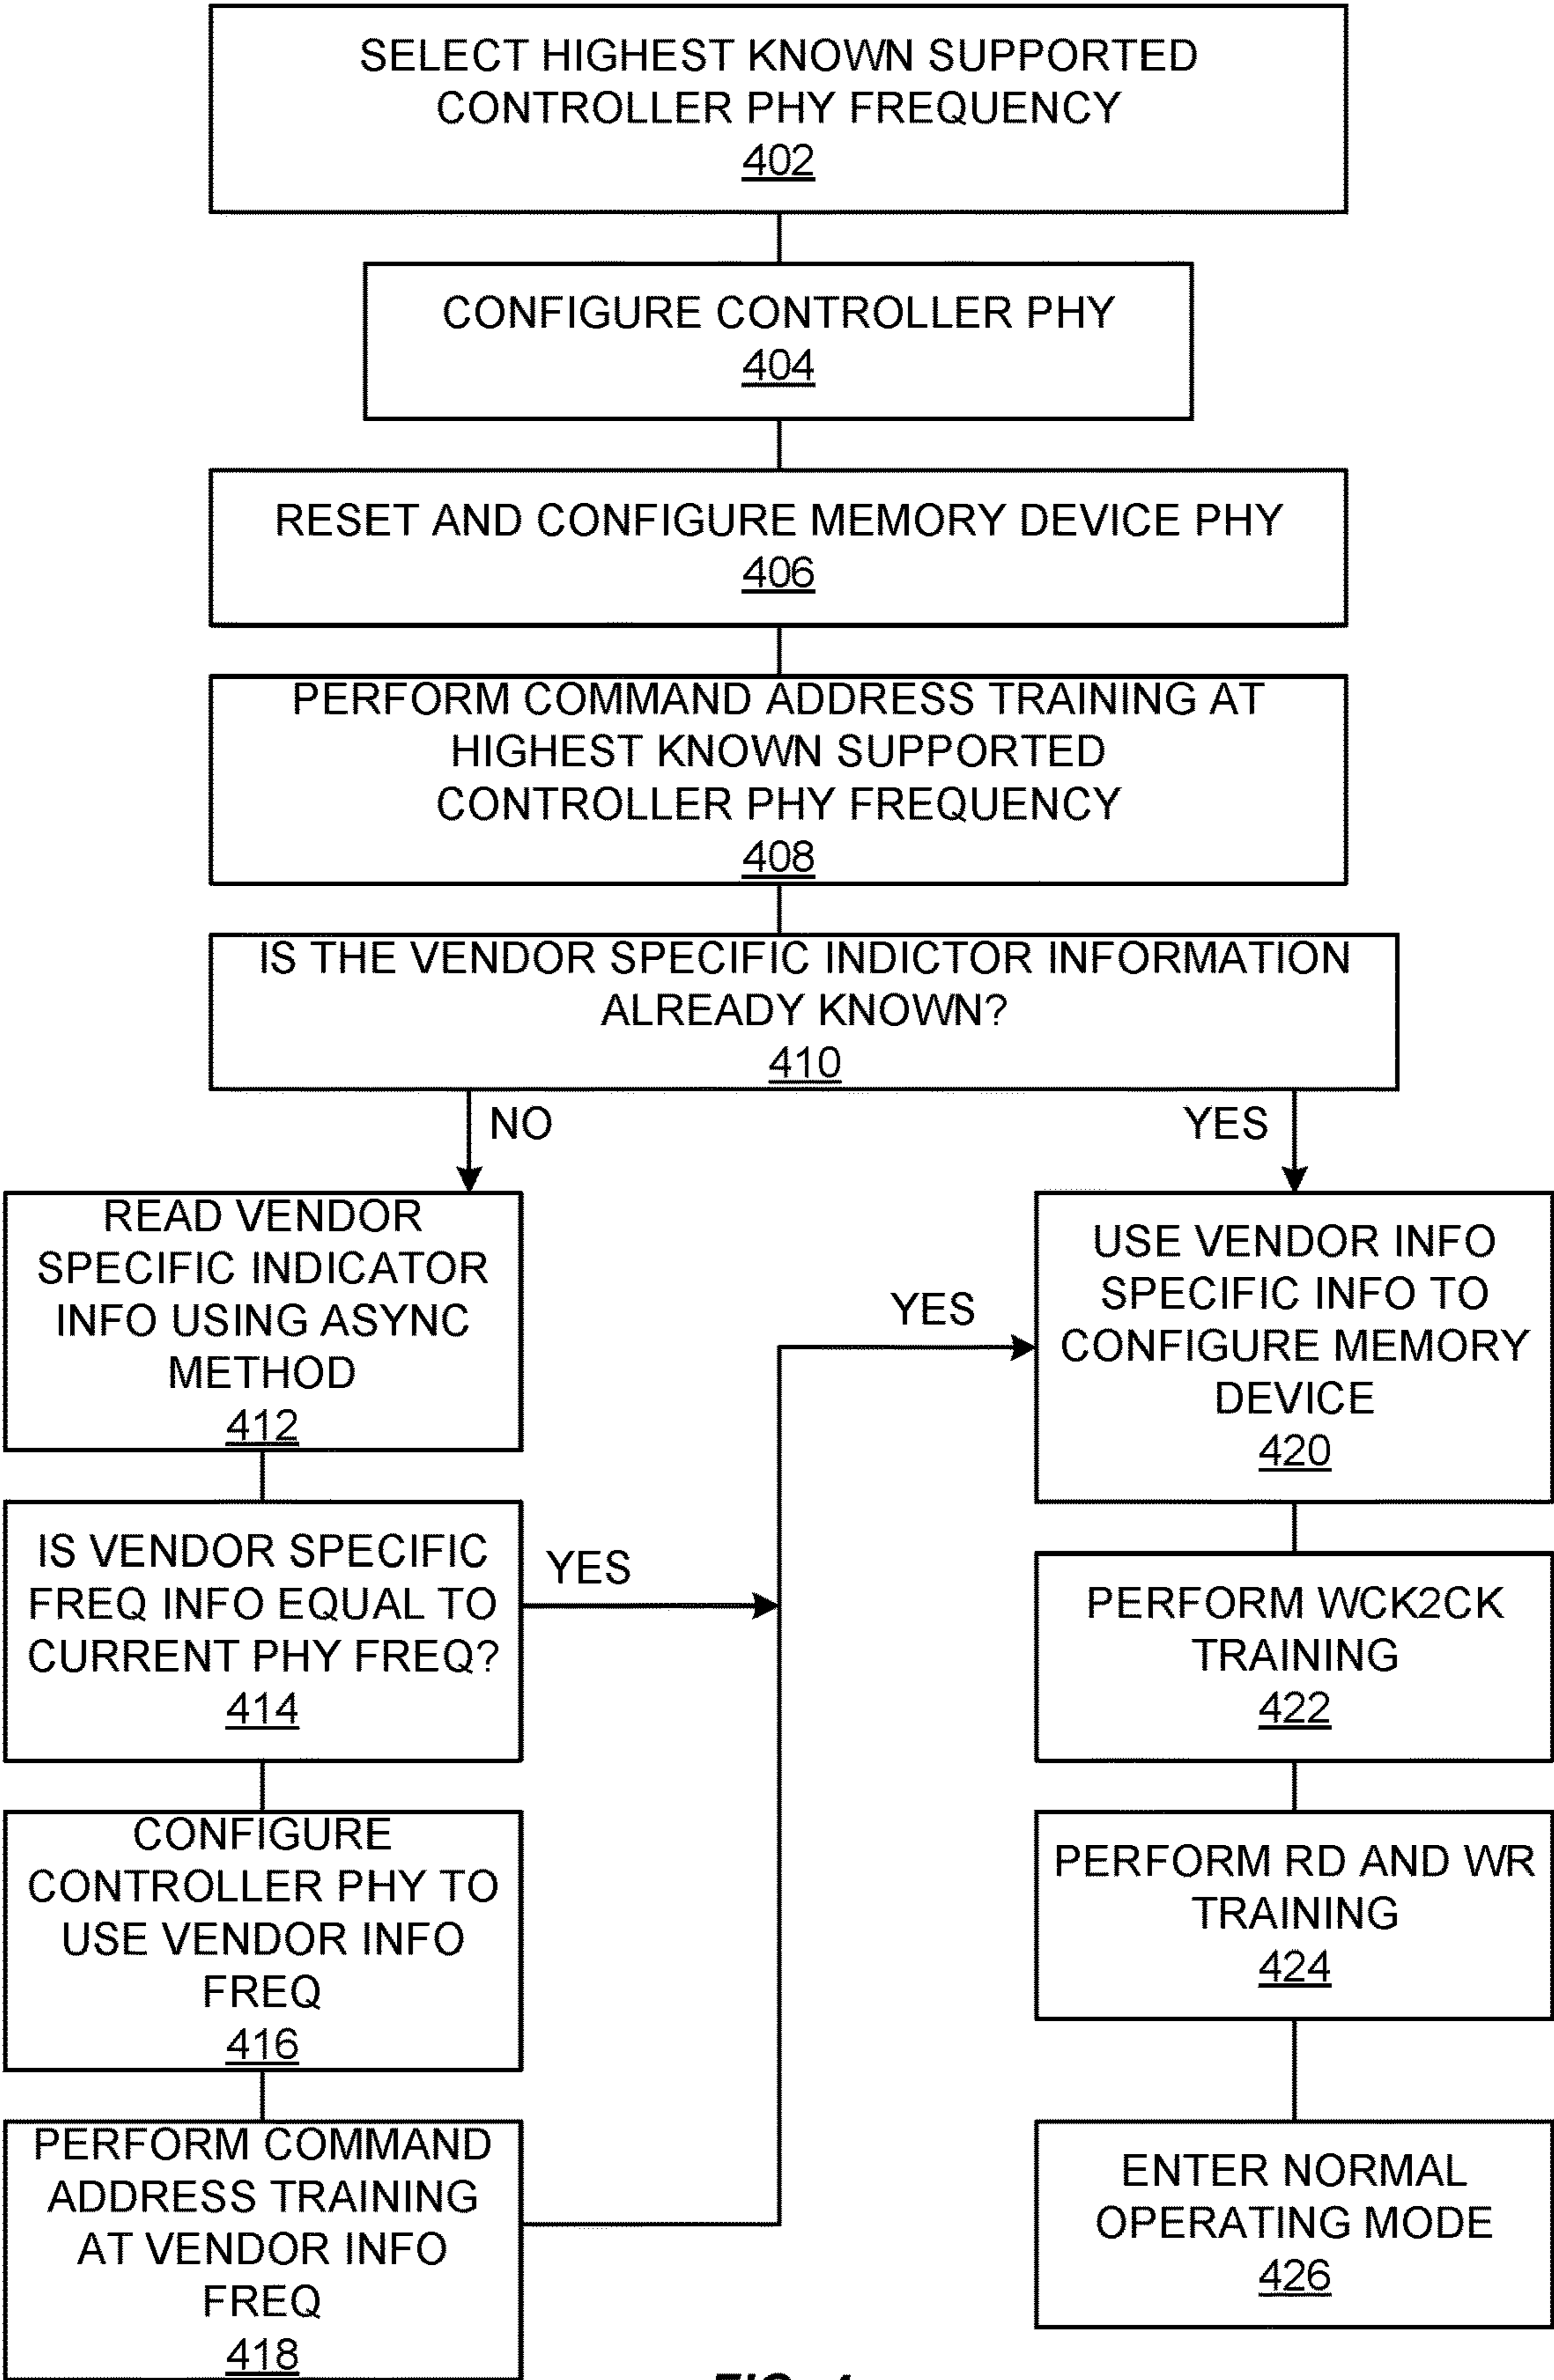 SELECT HIGHEST KNOWN SUPPORTED
CONTROLLER PHY FREQUENCY
402
CONFIGURE CONTROLLER PHY
404
RESET AND CONFIGURE MEMORY DEVICE PHY
406
PERFORM COMMAND ADDRESS TRAINING AT
HIGHEST KNOWN SUPPORTED
CONTROLLER PHY FREQUENCY
408
IS THE VENDOR SPECIFIC INDICTOR INFORMATION
ALREADY KNOWN?
410
NO
YES
READ VENDOR
SPECIFIC INDICATOR
INFO USING ASYNC
METHOD
412
IS VENDOR SPECIFIC
FREQ INFO EQUAL TO
CURRENT PHY FREQ?
414
YES
CONFIGURE
CONTROLLER PHY TO
USE VENDOR INFO
FREQ
416
PERFORM COMMAND
ADDRESS TRAINING
AT VENDOR INFO
FREQ
418
YES
USE VENDOR INFO
SPECIFIC INFO TO
CONFIGURE MEMORY
DEVICE
420
PERFORM WCK2CK
TRAINING
422
PERFORM RD AND WR
TRAINING
424
ENTER NORMAL
OPERATING MODE
426